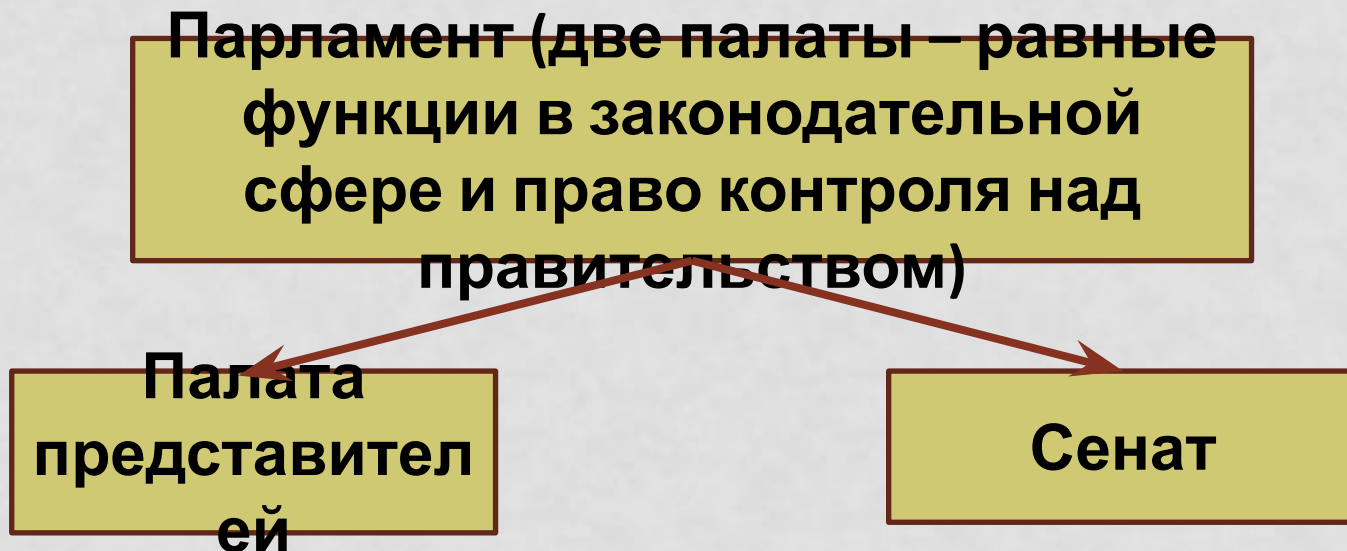 Парламент (две палаты – равные
функции в законодательной
сфере и право контроля над
правительством)
Палата
представител
ей
Сенат